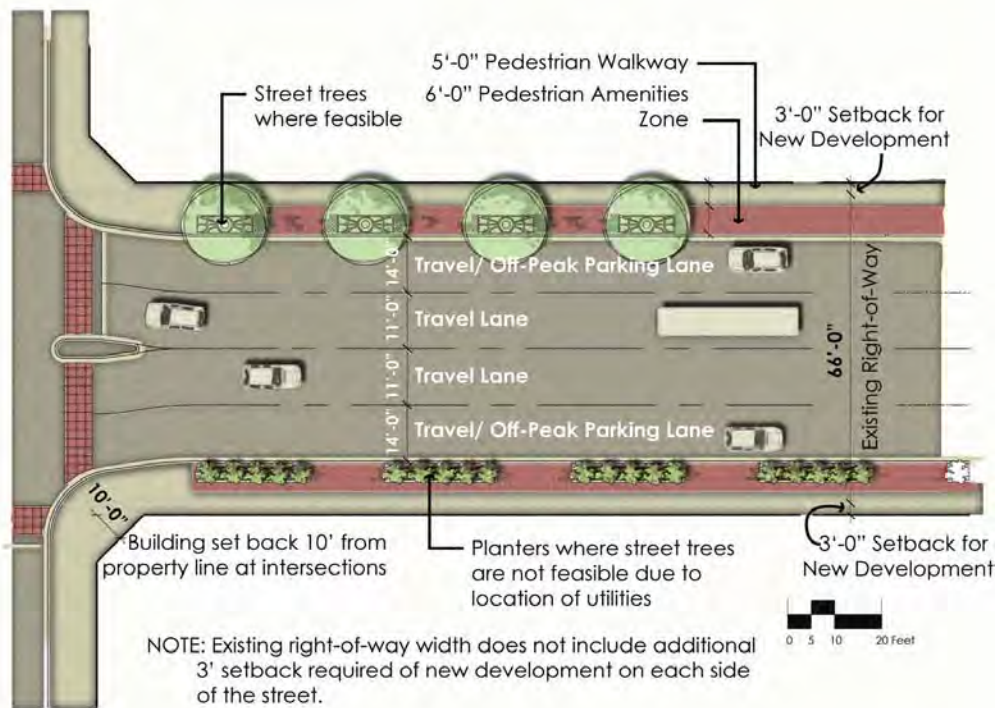 5'-0" Pedestrian Walkway
6'-0" Pedestrian Amenities
Zone
Street trees
where feasible
3'-0" Setback for
New Development
14'-0"
Travel/ Off-Peak Parking Lane
11'-0"
Travel Lane
11'-0"
Travel Lane
14'-0"
Travel/ Off-Peak Parking Lane
66'-0"
Existing Right-of-Way
10'-0"
Building set back 10' from
property line at intersections
Planters where street trees
are not feasible due to
location of utilities
3'-0" Setback for
New Development
0 5 10 20 Feet
NOTE: Existing right-of-way width does not include additional
3' setback required of new development on each side
of the street.